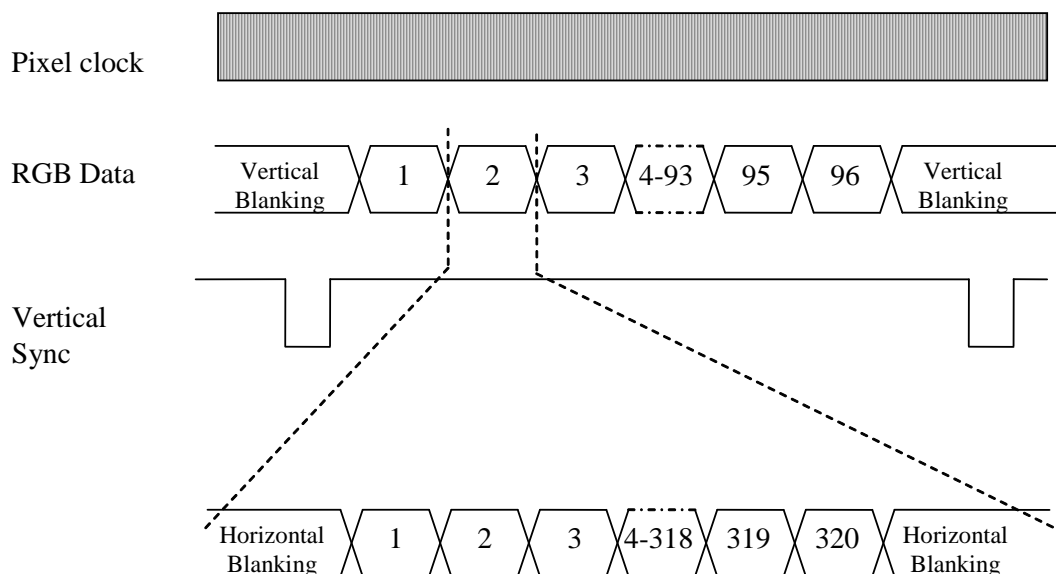 Pixel clock
RGB Data
Vertical
Blanking
1
2
3
4-93
95
96
Vertical
Blanking
Vertical
Sync
Horizontal
Blanking
1
2
3
4-318
319
320
Horizontal
Blanking